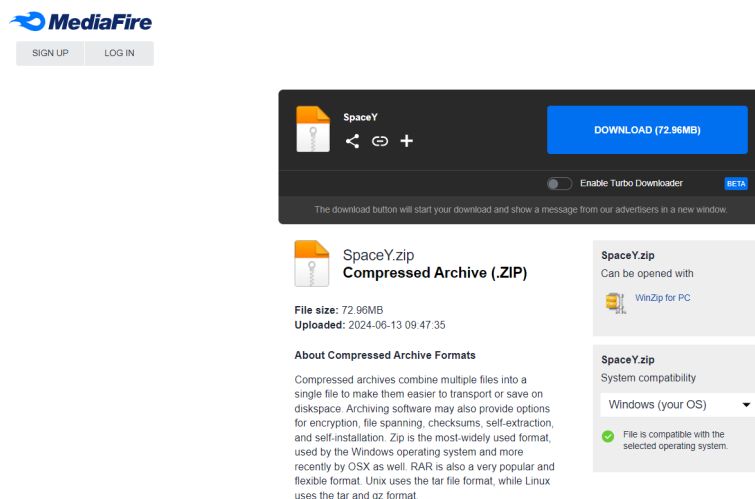 MediaFire
SIGN UP
LOG IN
SpaceY
DOWNLOAD (72.96MB)
Enable Turbo Downloader
BETA
The download button will start your download and show a message from our advertisers in a new window.
SpaceY.zip
Compressed Archive (.ZIP)
File size: 72.96MB
Uploaded: 2024-06-13 09:47:35
About Compressed Archive Formats
Compressed archives combine multiple files into a
single file to make them easier to transport or save on
diskspace. Archiving software may also provide options
for encryption, file spanning, checksums, self-extraction,
and self-installation. Zip is the most-widely used format,
used by the Windows operating system and more
recently by OSX as well. RAR is also a very popular and
flexible format. Unix uses the tar file format, while Linux
uses the tar and gz format.
SpaceY.zip
Can be opened with
WinZip for PC
SpaceY.zip
System compatibility
Windows (your OS)
File is compatible with the
selected operating system.